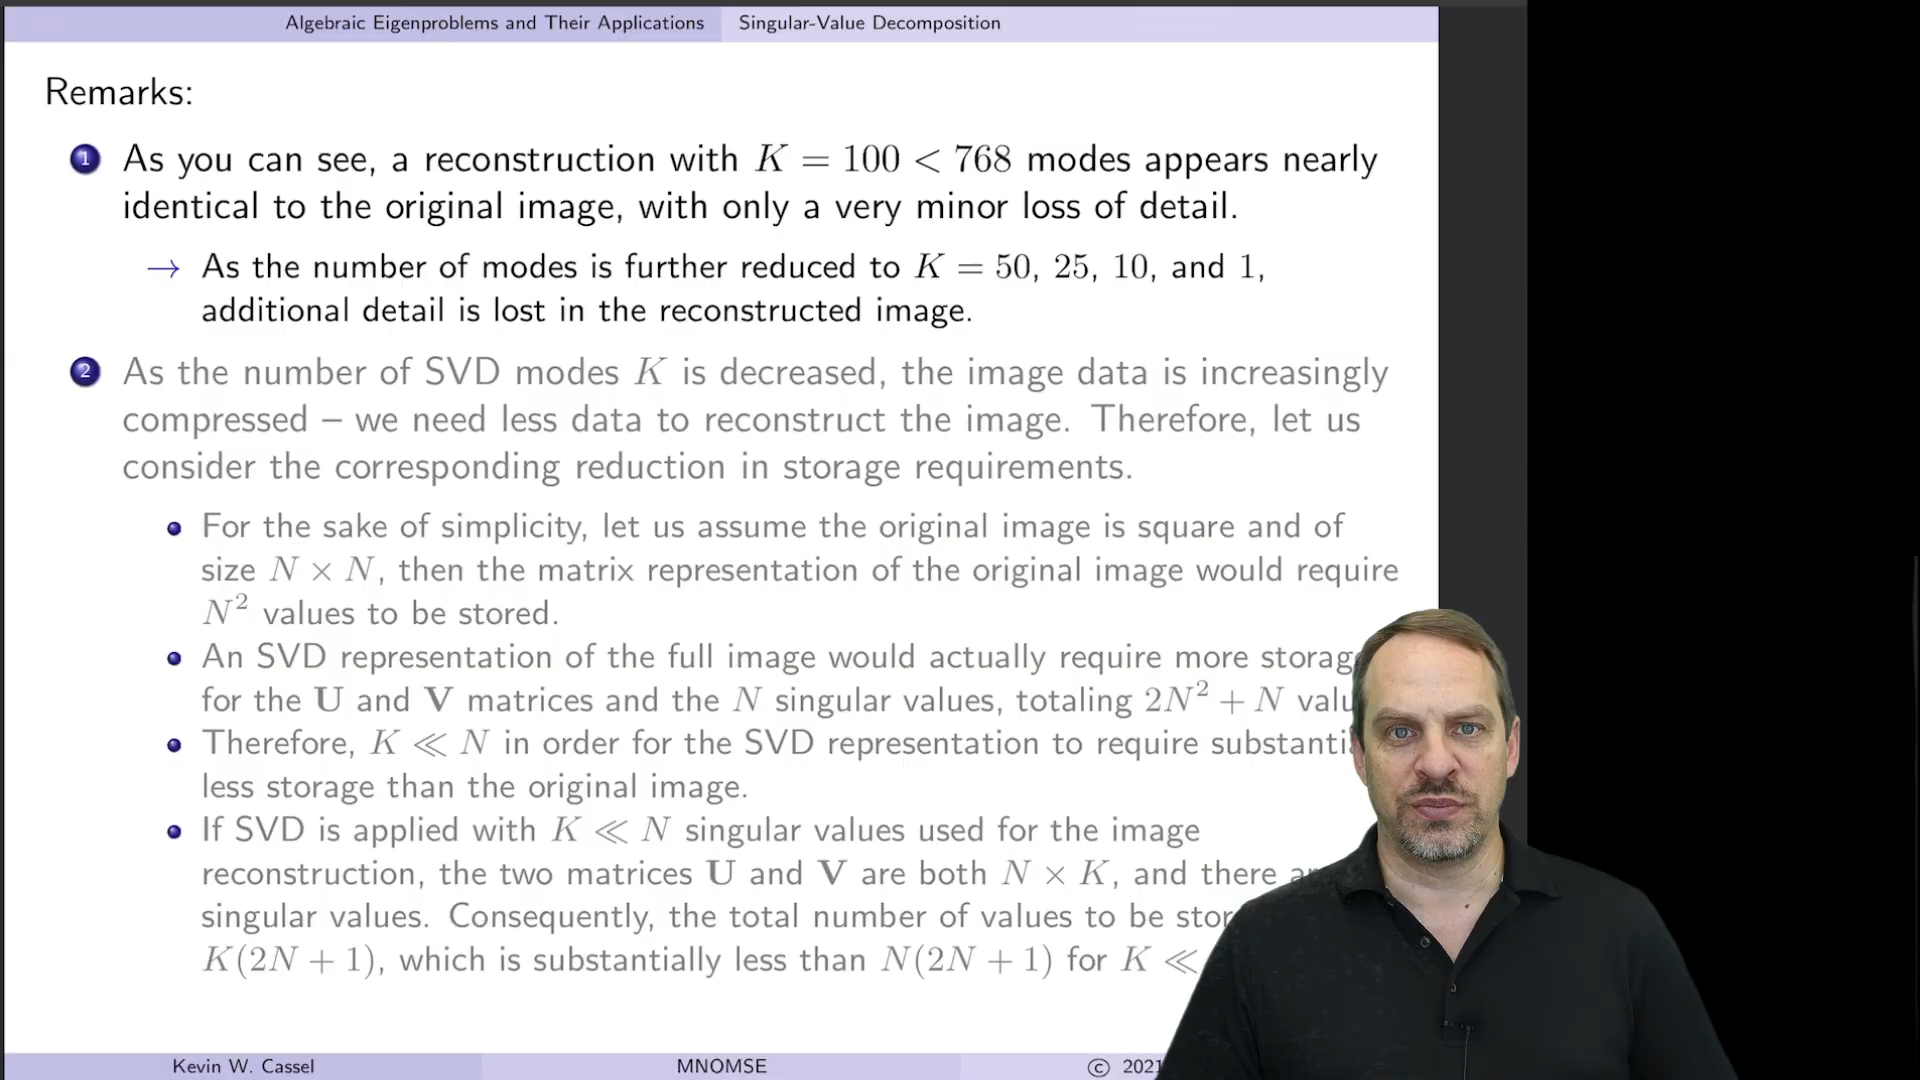 Algebraic Eigenproblems and Their Applications Singular-Value Decomposition
Remarks:
1 As you can see, a reconstruction with K = 100 < 768 modes appears nearly
identical to the original image, with only a very minor loss of detail.
→ As the number of modes is further reduced to K = 50, 25, 10, and 1,
additional detail is lost in the reconstructed image.
2 As the number of SVD modes K is decreased, the image data is increasingly
compressed – we need less data to reconstruct the image. Therefore, let us
consider the corresponding reduction in storage requirements.
• For the sake of simplicity, let us assume the original image is square and of
size N × N, then the matrix representation of the original image would require
N² values to be stored.
• An SVD representation of the full image would actually require more
for the U and V matrices and the N singular values, totaling 2N² + N
• Therefore, K ≪ N in order for the SVD representation to require
less storage than the original image.
• If SVD is applied with K ≪ N singular values used for the image
reconstruction, the two matrices U and V are both N × K, and there
singular values. Consequently, the total number of values to be
K(2N + 1), which is substantially less than N(2N + 1) for K ≪
Kevin W. Cassel MNOMSE © 2021